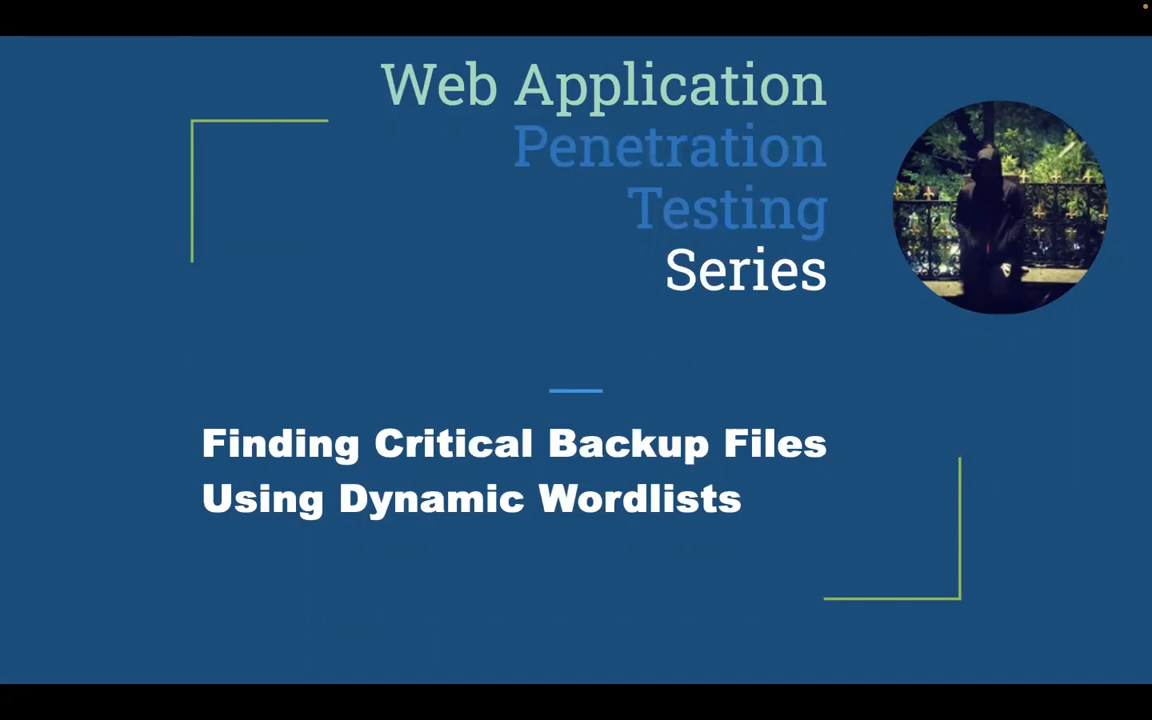 Web Application
Penetration
Testing
Series
Finding Critical Backup Files
Using Dynamic Wordlists